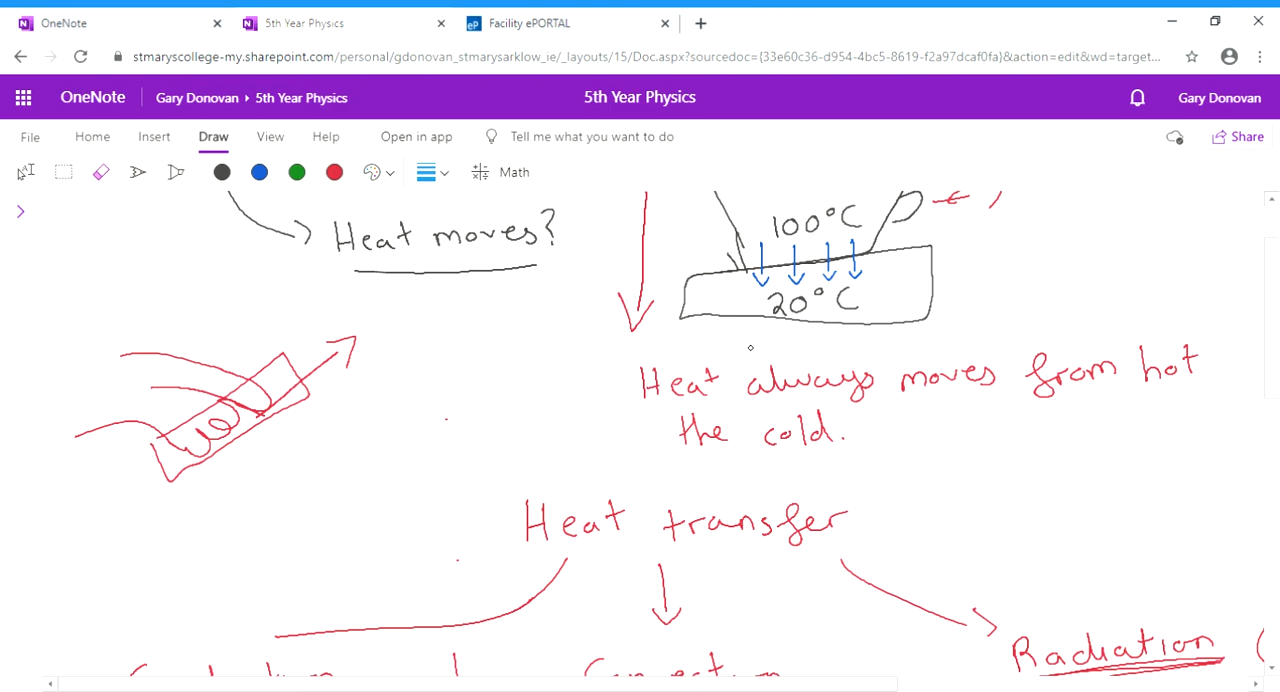 OneNote
5th Year Physics
Facility ePORTAL
stmaryscollege-my.sharepoint.com/personal/gdonovan_stmarysarklow_ie/_layouts/15/Doc.aspx?sourcedoc={33e60c36-d954-4bc5-8619-f2a97dcaf0fa}&action=edit&wd=target...
OneNote Gary Donovan › 5th Year Physics 5th Year Physics Gary Donovan
File Home Insert Draw View Help Open in app Tell me what you want to do Share
Math
100°C
Heat moves?
20°C
Heat always moves from hot
the cold.
Heat transfer
Radiation (